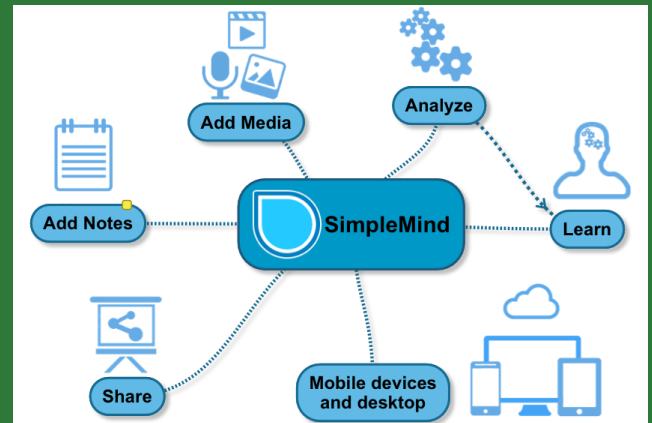 Add Media
Analyze
Add Notes
SimpleMind
Learn
Share
Mobile devices
and desktop